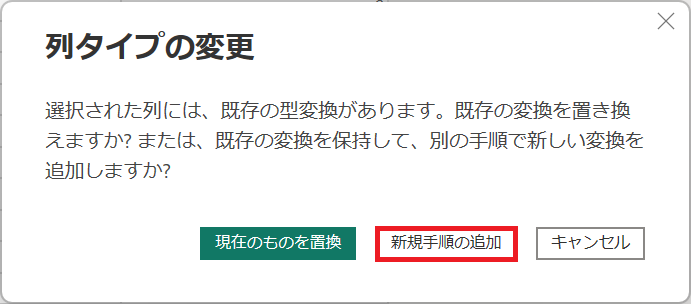 列タイプの変更
選択された列には、既存の型変換があります。既存の変換を置き換
えますか? または、既存の変換を保持して、別の手順で新しい変換を
追加しますか?
現在のものを置換 新規手順の追加 キャンセル